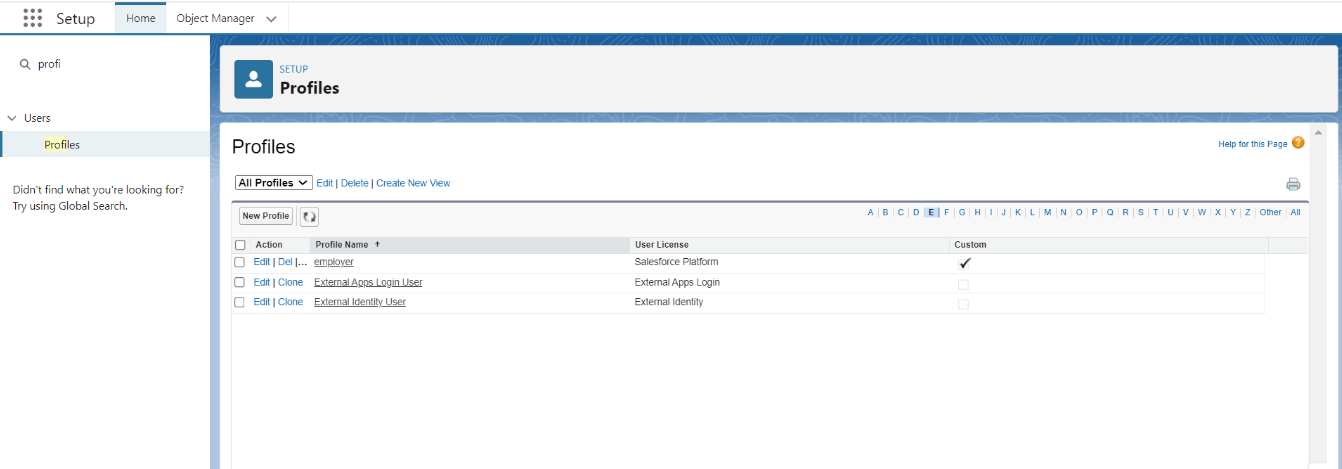 Setup Home Object Manager
profi
Users
Profiles
Didn't find what you're looking for?
Try using Global Search.
SETUP
Profiles
Profiles
Help for this Page ?
All Profiles Edit | Delete | Create New View
New Profile A | B | C | D | E | F | G | H | I | J | K | L | M | N | O | P | Q | R | S | T | U | V | W | X | Y | Z | Other | All
Action Profile Name ↑ User License Custom
Edit | Del |... employer Salesforce Platform
Edit | Clone External Apps Login User External Apps Login
Edit | Clone External Identity User External Identity